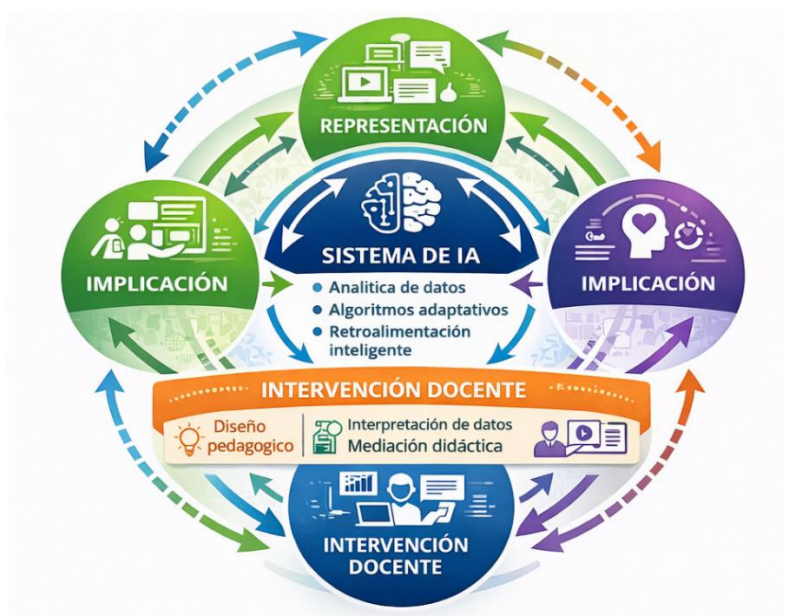 REPRESENTACIÓN
IMPLICACIÓN
SISTEMA DE IA
• Analitica de datos
• Algoritmos adaptativos
• Retroalimentación
inteligente
IMPLICACIÓN
INTERVENCIÓN DOCENTE
Diseño
pedagogico
Interpretación de datos
Mediación didáctica
INTERVENCIÓN
DOCENTE